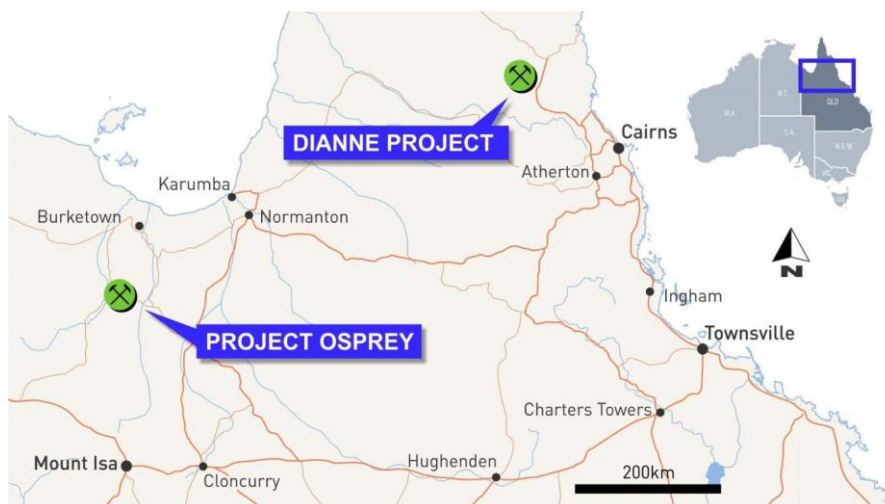 DIANNE PROJECT
Cairns
Atherton
Karumba
Burketown
Normanton
PROJECT OSPREY
Ingham
Townsville
Charters Towers
Mount Isa
Cloncurry
Hughenden
200km
N.T.
QLD
W.A.
S.A.
N.S.W.
VIC
N